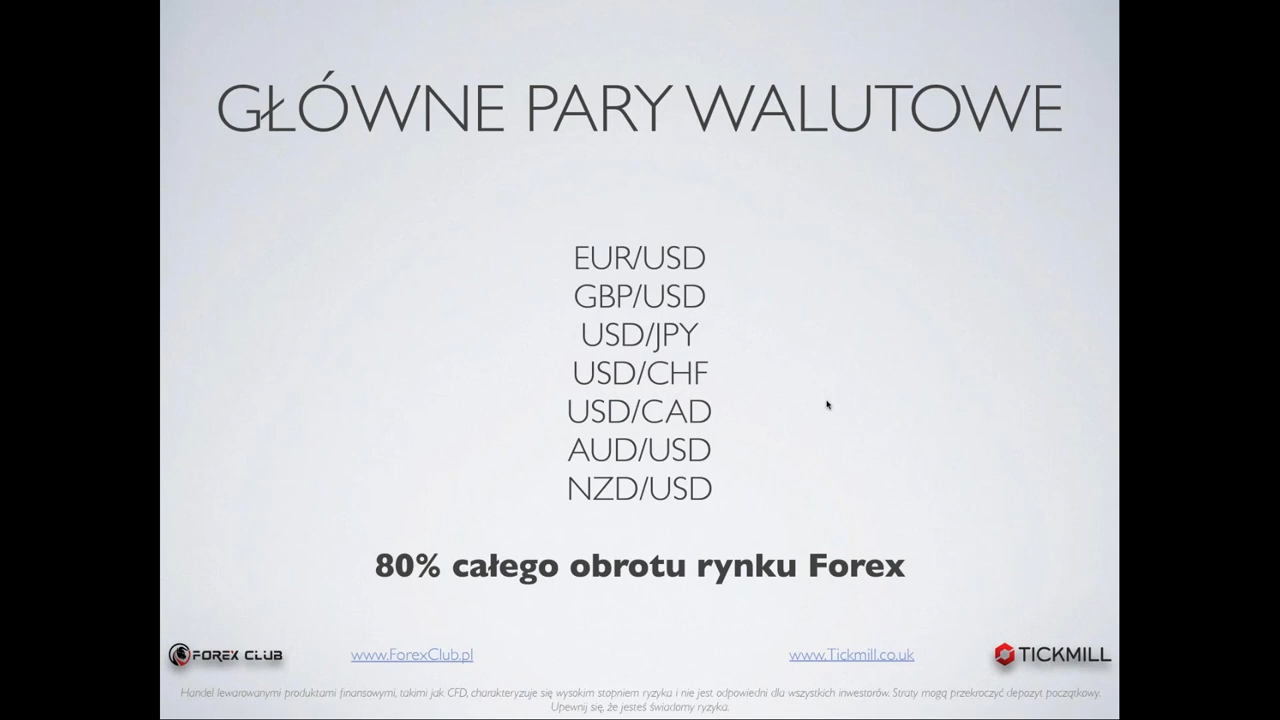 GŁÓWNE PARY WALUTOWE
EUR/USD
GBP/USD
USD/JPY
USD/CHF
USD/CAD
AUD/USD
NZD/USD
80% całego obrotu rynku Forex
FOREX CLUB
www.ForexClub.pl
www.Tickmill.co.uk
TICKMILL
Handel lewarowanymi produktami finansowymi, takimi jak CFD, charakteryzuje się wysokim stopniem ryzyka i nie jest odpowiedni dla wszystkich inwestorów. Straty mogą przekroczyć depozyt początkowy.
Upewnij się, że jesteś świadomy ryzyka.